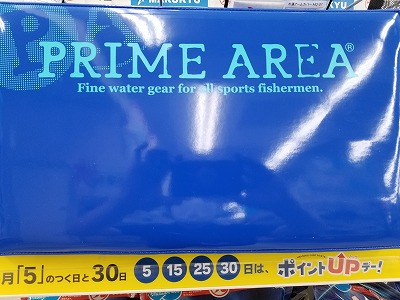 MARUKYU
PRIME AREA®
Fine water gear for all sports fishermen.
月「5」のつく日と30日 5 15 25 30 日は、ポイントUPデー!